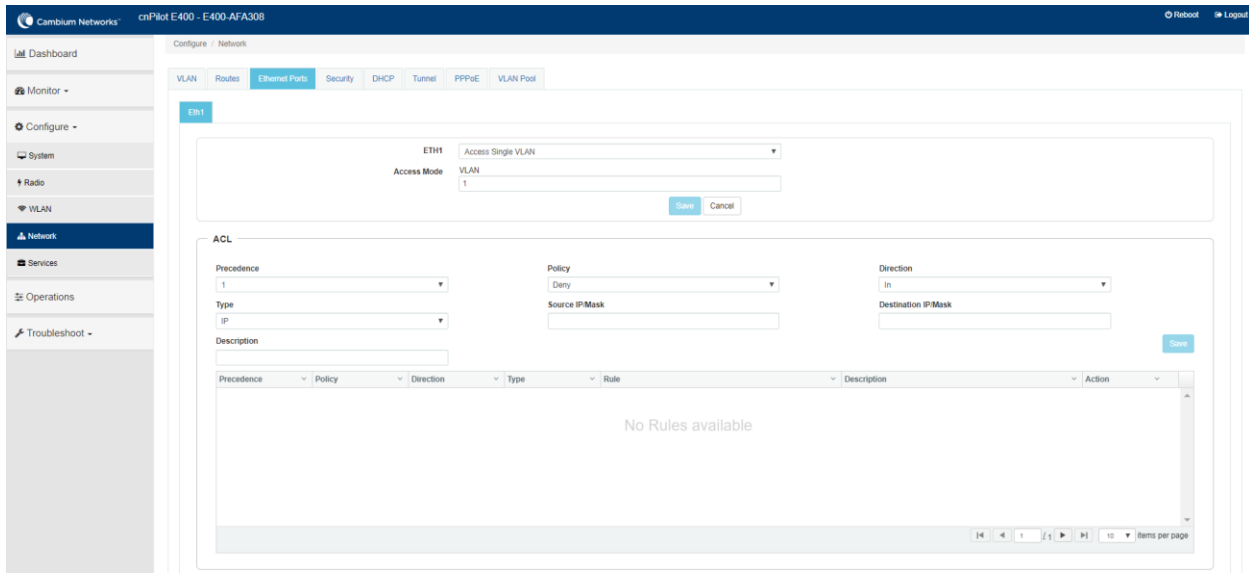 Cambium Networks™ cnPilot E400 - E400-AFA308 Reboot Logout
Dashboard
Monitor
Configure
System
Radio
WLAN
Network
Services
Operations
Troubleshoot
Configure / Network
VLAN Routes Ethernet Ports Security DHCP Tunnel PPPoE VLAN Pool
Eth1
ETH1 Access Single VLAN
Access Mode VLAN
1
Save Cancel
ACL
Precedence Policy Direction
1 Deny In
Type Source IP/Mask Destination IP/Mask
IP
Description
Save
Precedence Policy Direction Type Rule Description Action
No Rules available
1 / 1 10 items per page